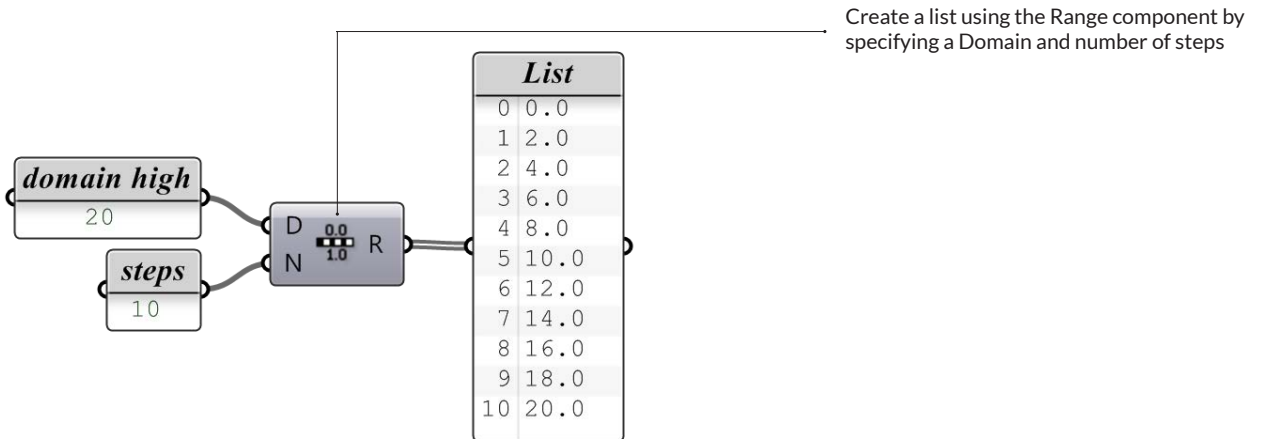 Create a list using the Range component by
specifying a Domain and number of steps
List
0 0.0
1 2.0
2 4.0
3 6.0
4 8.0
5 10.0
6 12.0
7 14.0
8 16.0
9 18.0
10 20.0
domain high
20
steps
10
D
N
0.0
1.0
R